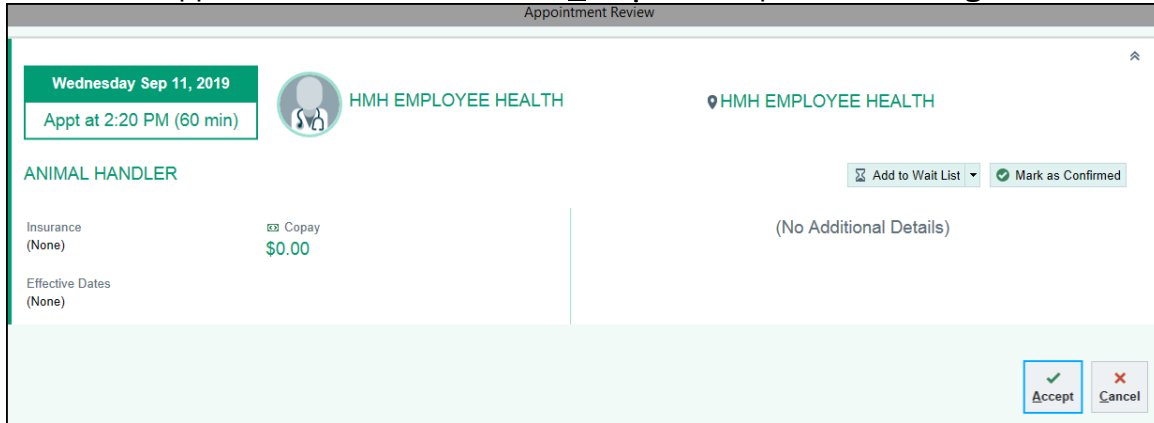 Appointment Review
Wednesday Sep 11, 2019
Appt at 2:20 PM (60 min)
HMH EMPLOYEE HEALTH
HMH EMPLOYEE HEALTH
ANIMAL HANDLER
Add to Wait List
Mark as Confirmed
Insurance
(None)
Copay
$0.00
(No Additional Details)
Effective Dates
(None)
Accept
Cancel